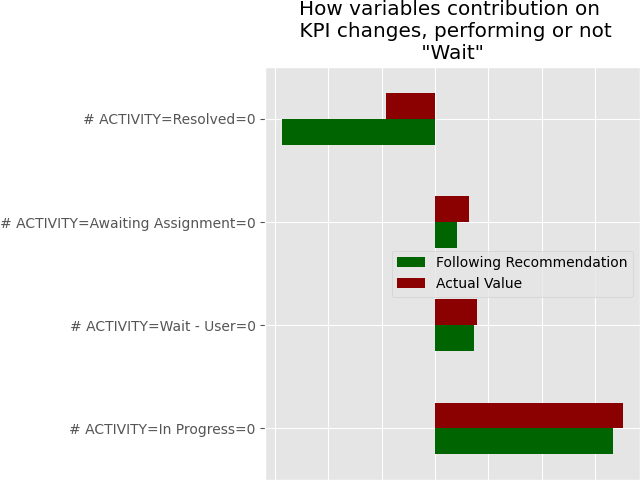 How variables contribution on
KPI changes, performing or not
"Wait"
# ACTIVITY=Resolved=0
# ACTIVITY=Awaiting Assignment=0
Following Recommendation
Actual Value
# ACTIVITY=Wait - User=0
# ACTIVITY=In Progress=0